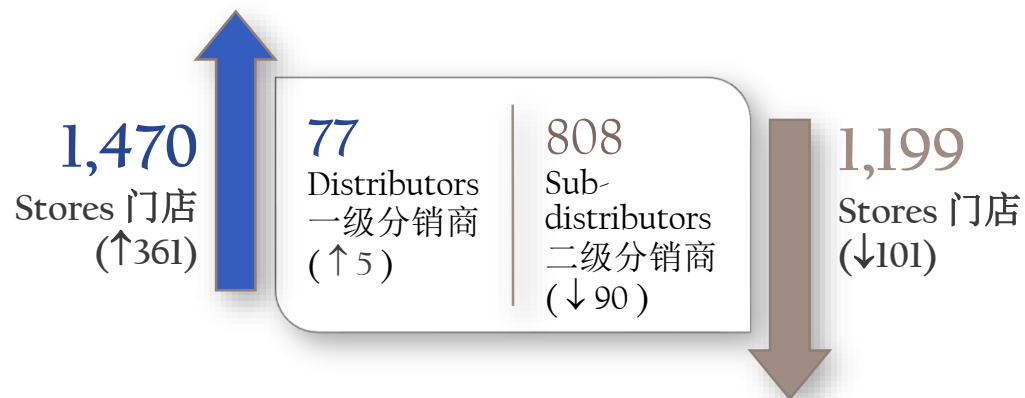 1,470
Stores 门店
(↑361)
77
Distributors
一级分销商
(↑5)
808
Sub-
distributors
二级分销商
(↓90)
1,199
Stores 门店
(↓101)